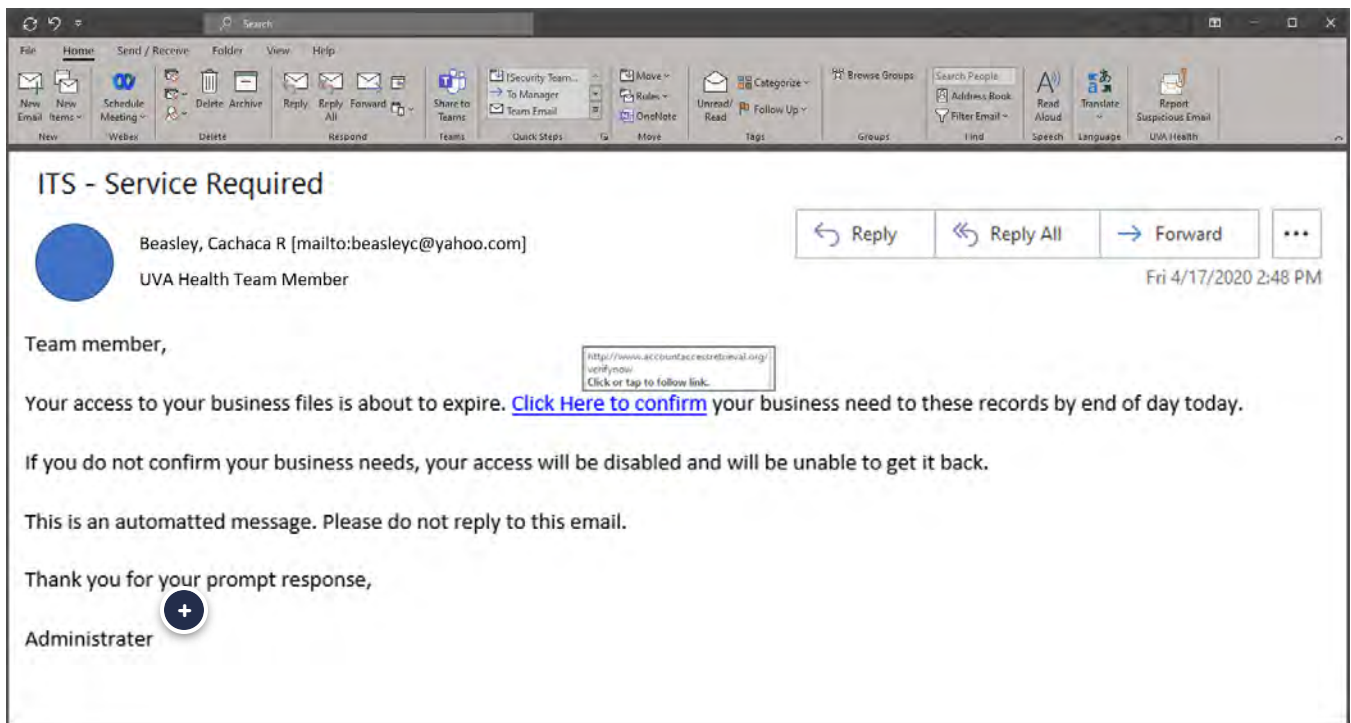 Search
File Home Send / Receive Folder View Help
New Email New Items Schedule Meeting Delete Archive Reply Reply All Forward Share to Teams !Security Team... To Manager Team Email Move Rules OneNote Unread/ Read Categorize Follow Up Browse Groups Search People Address Book Filter Email Read Aloud Translate Report Suspicious Email
New Webex Delete Respond Teams Quick Steps Move Tags Groups Find Speech Language UVA Health
ITS - Service Required
Beasley, Cachaca R [mailto:beasleyc@yahoo.com]
UVA Health Team Member
Reply Reply All Forward ...
Fri 4/17/2020 2:48 PM
Team member,
http://www.accountaccessretrieval.org/
verifynow
Click or tap to follow link.
Your access to your business files is about to expire. Click Here to confirm your business need to these records by end of day today.
If you do not confirm your business needs, your access will be disabled and will be unable to get it back.
This is an automatted message. Please do not reply to this email.
Thank you for your prompt response,
+
Administrater